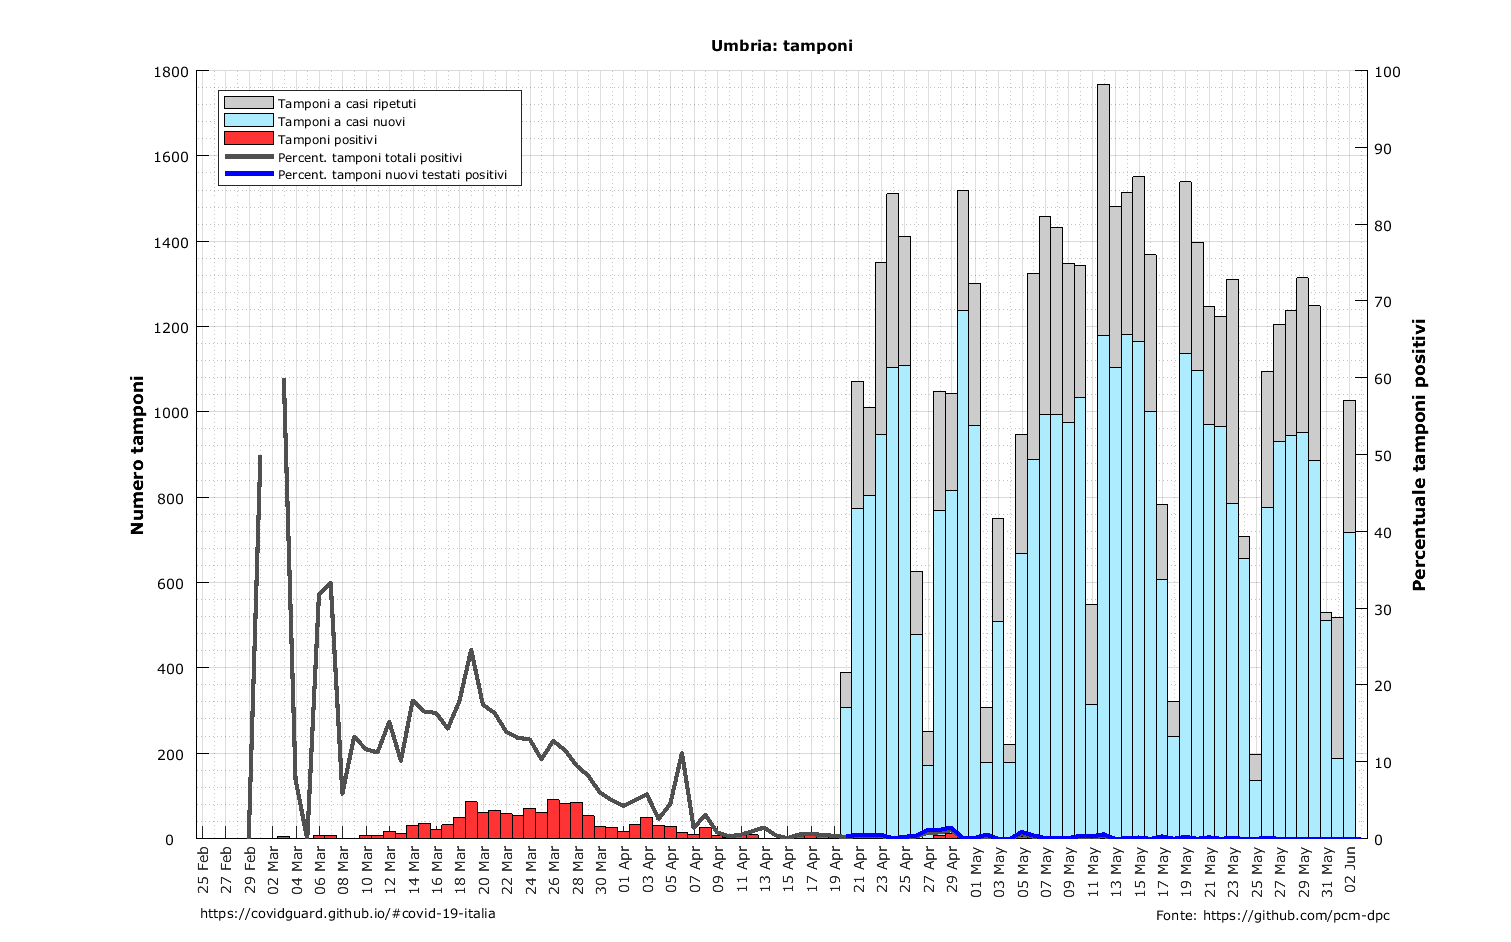 Umbria: tamponi
Tamponi a casi ripetuti
Tamponi a casi nuovi
Tamponi positivi
Percent. tamponi totali positivi
Percent. tamponi nuovi testati positivi
Numero tamponi
1800
1600
1400
1200
1000
800
600
400
200
0
100
90
80
70
60
50
40
30
20
10
0
Percentuale tamponi positivi
25 Feb
27 Feb
29 Feb
02 Mar
04 Mar
06 Mar
08 Mar
10 Mar
12 Mar
14 Mar
16 Mar
18 Mar
20 Mar
22 Mar
24 Mar
26 Mar
28 Mar
30 Mar
01 Apr
03 Apr
05 Apr
07 Apr
09 Apr
11 Apr
13 Apr
15 Apr
17 Apr
19 Apr
21 Apr
23 Apr
25 Apr
27 Apr
29 Apr
01 May
03 May
05 May
07 May
09 May
11 May
13 May
15 May
17 May
19 May
21 May
23 May
25 May
27 May
29 May
31 May
02 Jun
https://covidguard.github.io/#covid-19-italia
Fonte: https://github.com/pcm-dpc